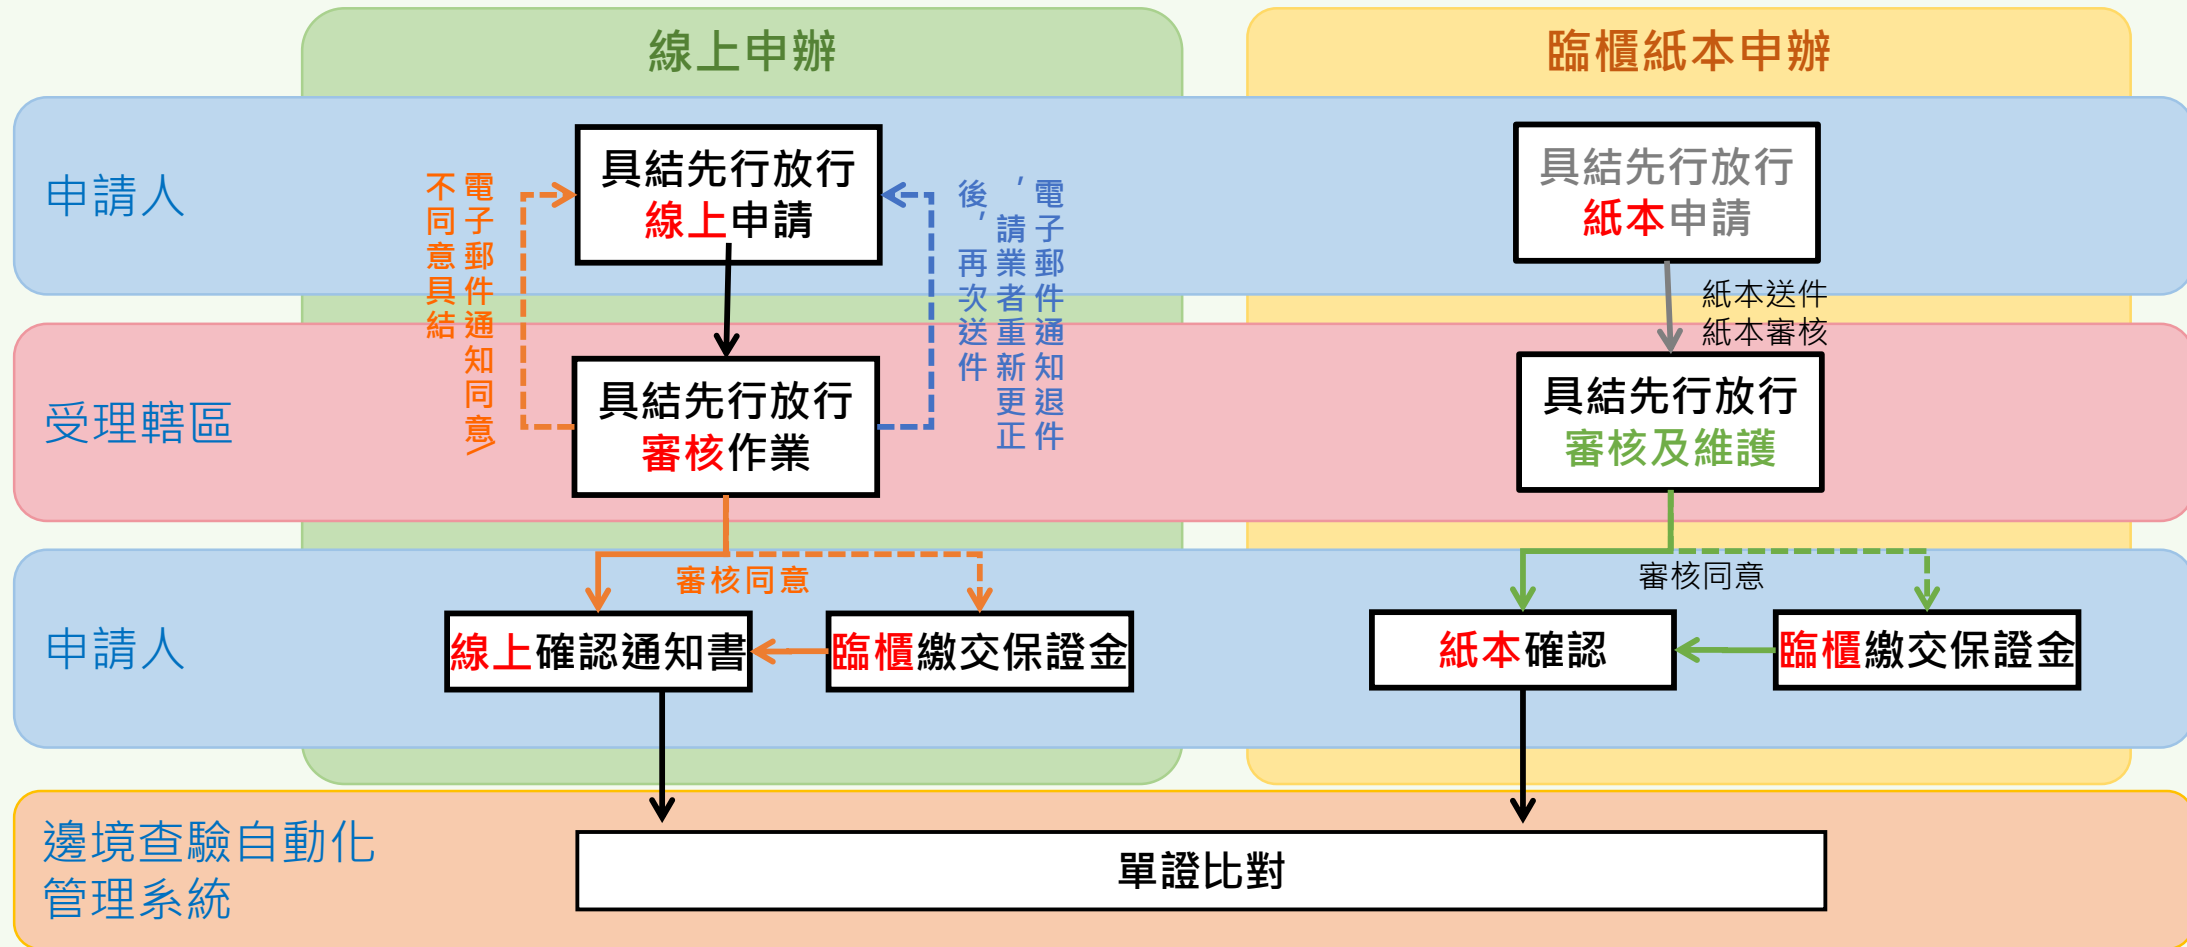 線上申辦
臨櫃紙本申辦
申請人
具結先行放行
線上申請
電子郵件通知同意/
不同意具結
電子郵件通知退件
，請業者重新更正
後，再次送件
具結先行放行
紙本申請
紙本送件
紙本審核
受理轄區
具結先行放行
審核作業
具結先行放行
審核及維護
申請人
審核同意
線上確認通知書
臨櫃繳交保證金
審核同意
紙本確認
臨櫃繳交保證金
邊境查驗自動化
管理系統
單證比對